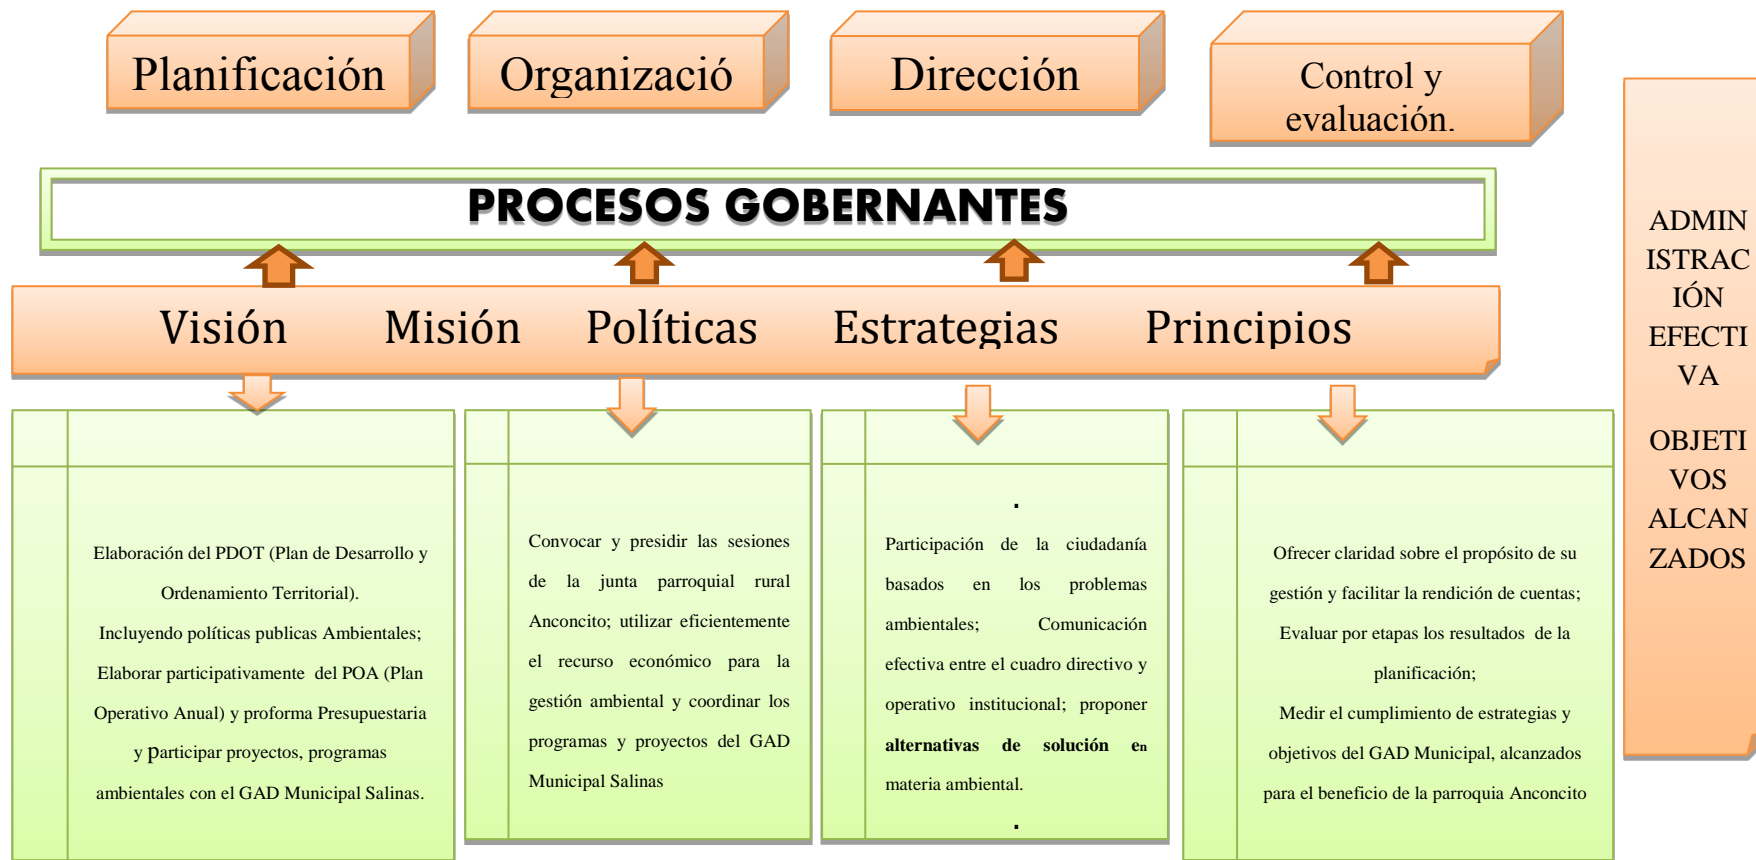 Planificación
Organizació
Dirección
Control y
evaluación.
PROCESOS GOBERNANTES
Visión Misión Políticas Estrategias Principios
Elaboración del PDOT (Plan de Desarrollo y
Ordenamiento Territorial).
Incluyendo políticas publicas Ambientales;
Elaborar participativamente del POA (Plan
Operativo Anual) y proforma Presupuestaria
y participar proyectos, programas
ambientales con el GAD Municipal Salinas.
Convocar y presidir las sesiones
de la junta parroquial rural
Anconcito; utilizar eficientemente
el recurso económico para la
gestión ambiental y coordinar los
programas y proyectos del GAD
Municipal Salinas
.
Participación de la ciudadanía
basados en los problemas
ambientales; Comunicación
efectiva entre el cuadro directivo y
operativo institucional; proponer
alternativas de solución en
materia ambiental.
.
Ofrecer claridad sobre el propósito de su
gestión y facilitar la rendición de cuentas;
Evaluar por etapas los resultados de la
planificación;
Medir el cumplimiento de estrategias y
objetivos del GAD Municipal, alcanzados
para el beneficio de la parroquia Anconcito
ADMIN
ISTRAC
IÓN
EFECTI
VA
OBJETI
VOS
ALCAN
ZADOS